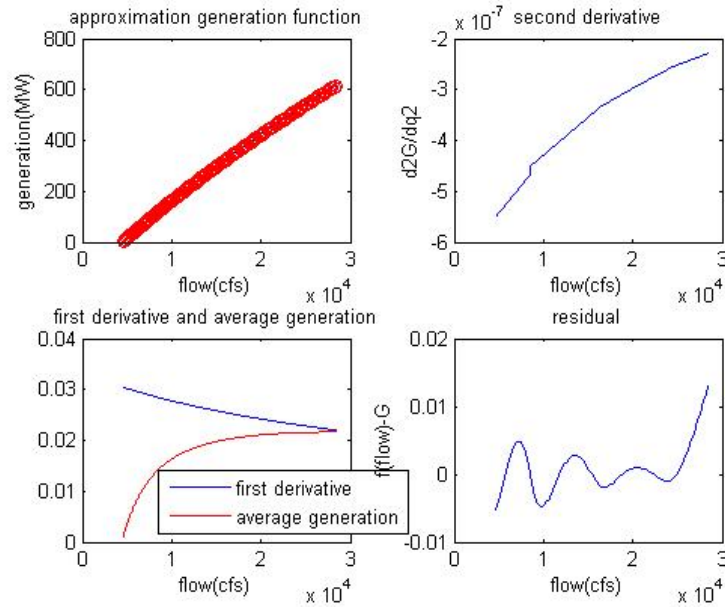 approximation generation function
generation(MW)
800
600
400
200
0
0 1 2 3
flow(cfs)
x 10^4
x 10^-7
second derivative
d2G/dq2
-2
-3
-4
-5
-6
0 1 2 3
flow(cfs)
x 10^4
first derivative and average generation
0.04
0.03
0.02
0.01
0
first derivative
average generation
0 1 2 3
flow(cfs)
x 10^4
residual
f(flow)-G
0.02
0.01
0
-0.01
0 1 2 3
flow(cfs)
x 10^4